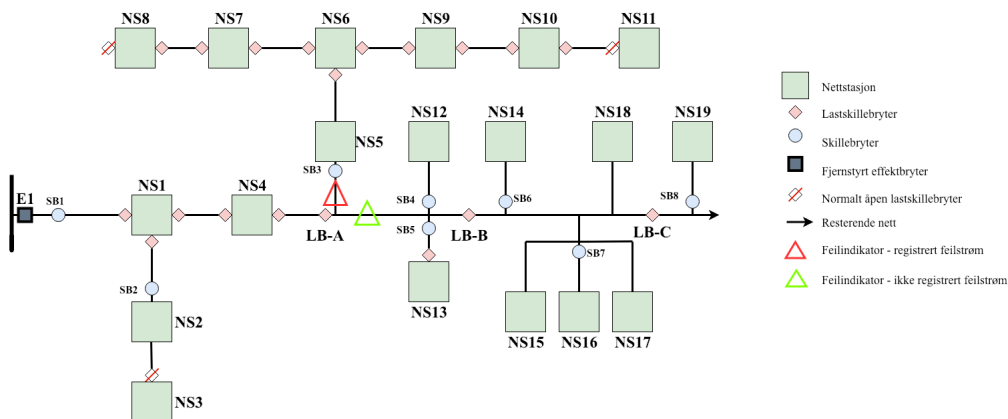 NS8 NS7 NS6 NS9 NS10 NS11
NS12 NS14 NS18 NS19
NS5
SB3
E1 SB1 NS1 NS4 SB4 SB6 SB8
SB5
LB-A LB-B LB-C
SB7
SB2
NS2
NS13
NS15 NS16 NS17
NS3
Nettstasjon
Lastskillebryter
Skillebryter
Fjernstyrt effektbryter
Normalt åpen lastskillebryter
Resterende nett
Feilindikator - registrert feilstrøm
Feilindikator - ikke registrert feilstrøm